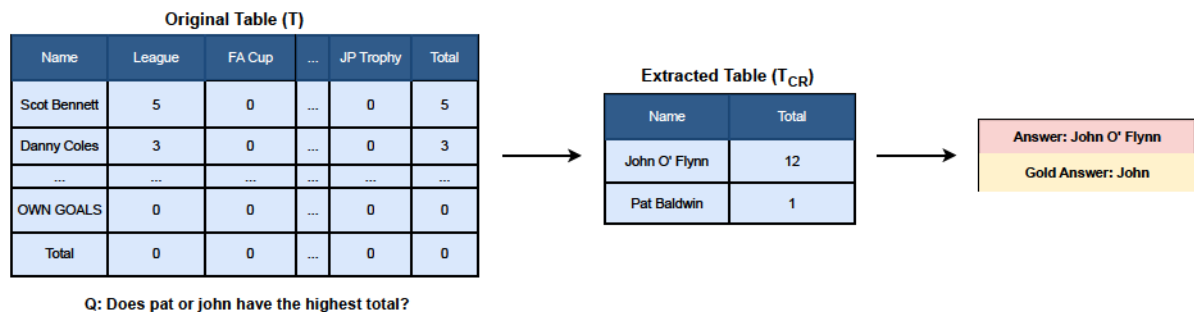 Original Table (T)
Name League FA Cup ... JP Trophy Total
Scot Bennett 5 0 ... 0 5
Danny Coles 3 0 ... 0 3
... ... ... ... ... ...
OWN GOALS 0 0 ... 0 0
Total 0 0 ... 0 0
Q: Does pat or john have the highest total?
Extracted Table (T_CR)
Name Total
John O' Flynn 12
Pat Baldwin 1
Answer: John O' Flynn
Gold Answer: John